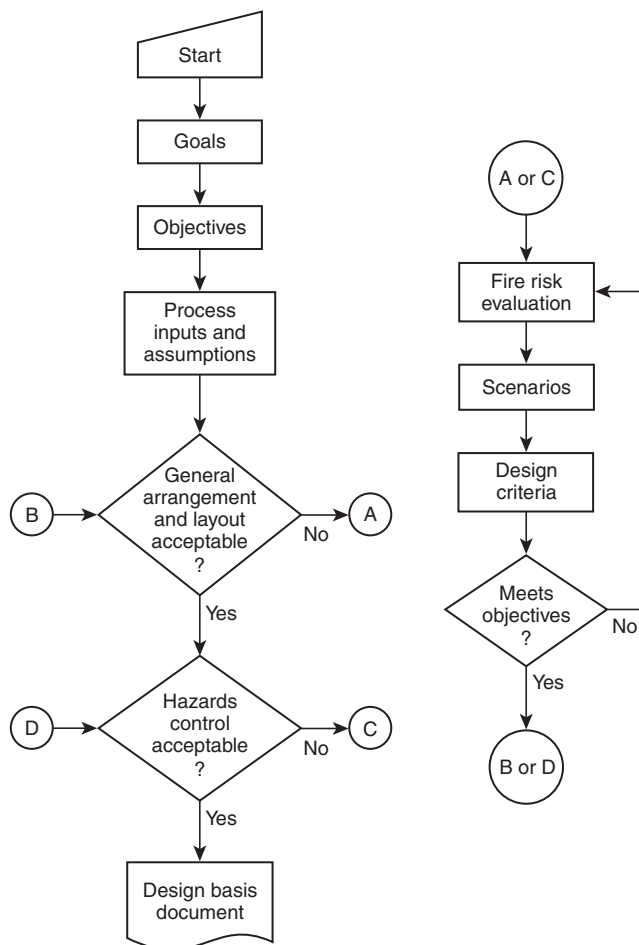 Start
Goals
Objectives
Process
inputs and
assumptions
General
arrangement
and layout
acceptable
?
B
A
No
Yes
Hazards
control
acceptable
?
D
C
No
Yes
Design basis
document
A or C
Fire risk
evaluation
Scenarios
Design
criteria
Meets
objectives
?
No
Yes
B or D